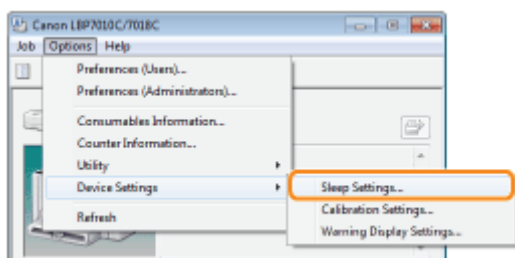 Canon LBP7010C/7018C
Job Options Help
Preferences (Users)...
Preferences (Administrators)...
Consumables Information...
Counter Information...
Utility
Device Settings
Refresh
Sleep Settings...
Calibration Settings...
Warning Display Settings...